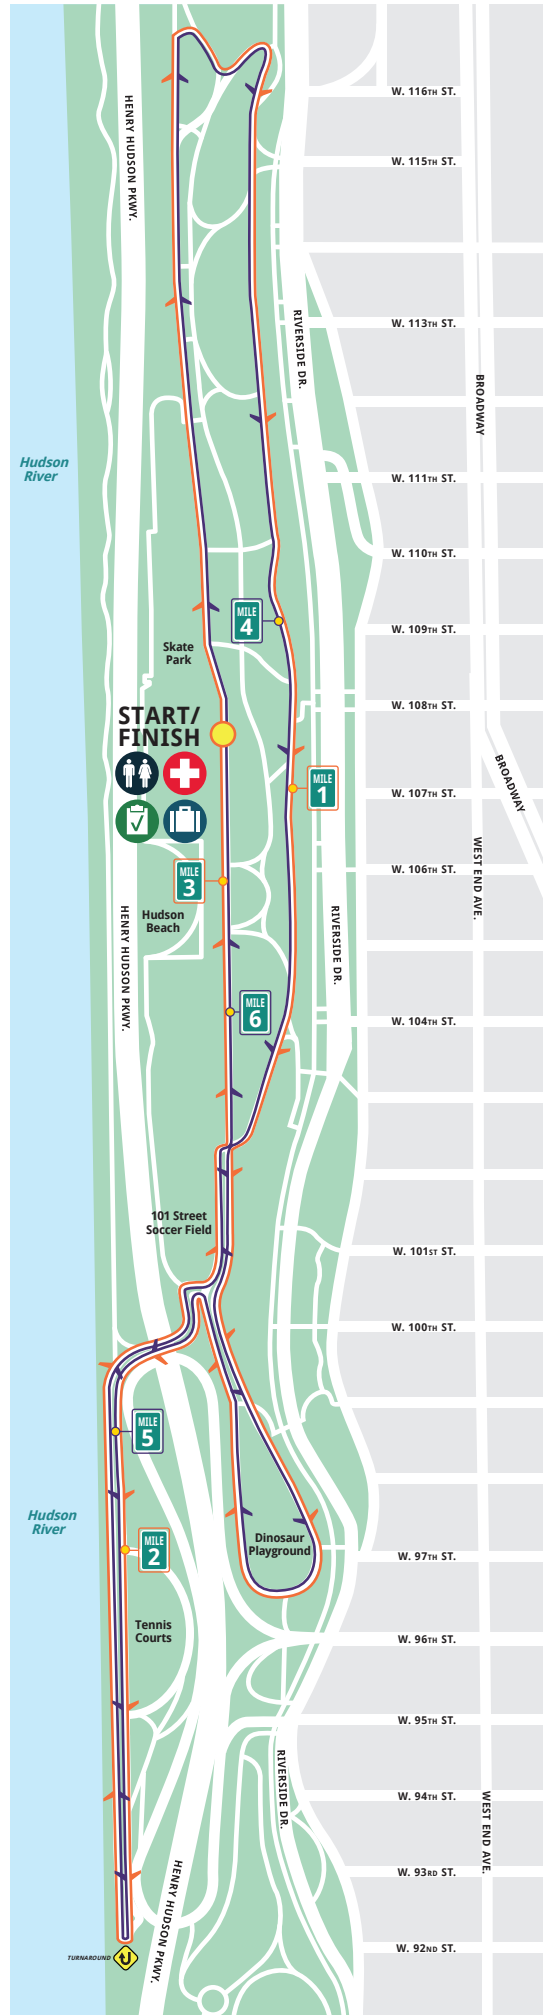 W. 116TH ST.
HENRY HUDSON PKWY.
W. 115TH ST.
W. 113TH ST.
RIVERSIDE DR.
BROADWAY
Hudson
River
W. 111TH ST.
W. 110TH ST.
MILE
4
W. 109TH ST.
Skate
Park
W. 108TH ST.
START/
FINISH
BROADWAY
MILE
1
W. 107TH ST.
WEST END AVE.
W. 106TH ST.
MILE
3
Hudson
Beach
HENRY HUDSON PKWY.
RIVERSIDE DR.
MILE
6
W. 104TH ST.
101 Street
Soccer Field
W. 101ST ST.
W. 100TH ST.
MILE
5
Hudson
River
Dinosaur
Playground
MILE
2
W. 97TH ST.
Tennis
Courts
W. 96TH ST.
W. 95TH ST.
RIVERSIDE DR.
W. 94TH ST.
WEST END AVE.
W. 93RD ST.
HENRY HUDSON PKWY.
W. 92ND ST.
TURNAROUND